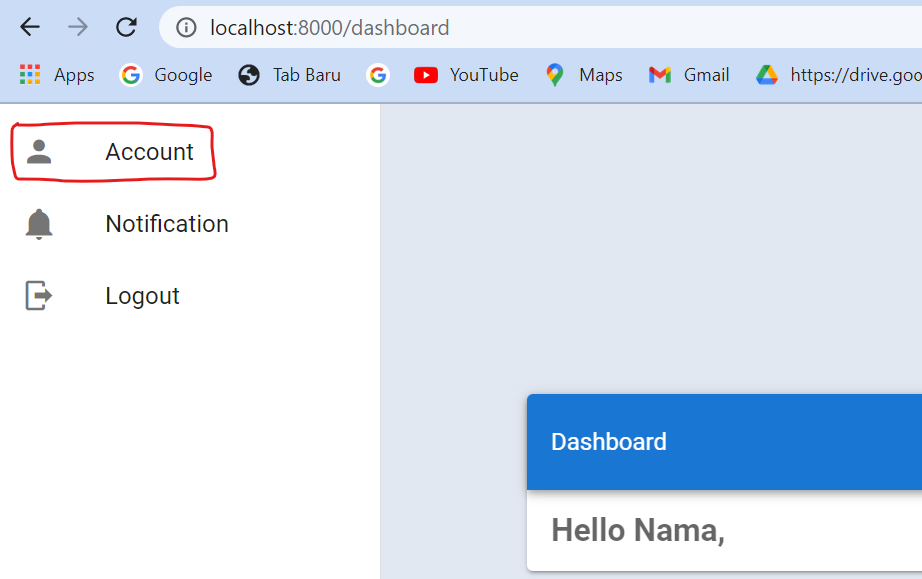 localhost:8000/dashboard
Apps Google Tab Baru YouTube Maps Gmail https://drive.goo
Account
Notification
Logout
Dashboard
Hello Nama,